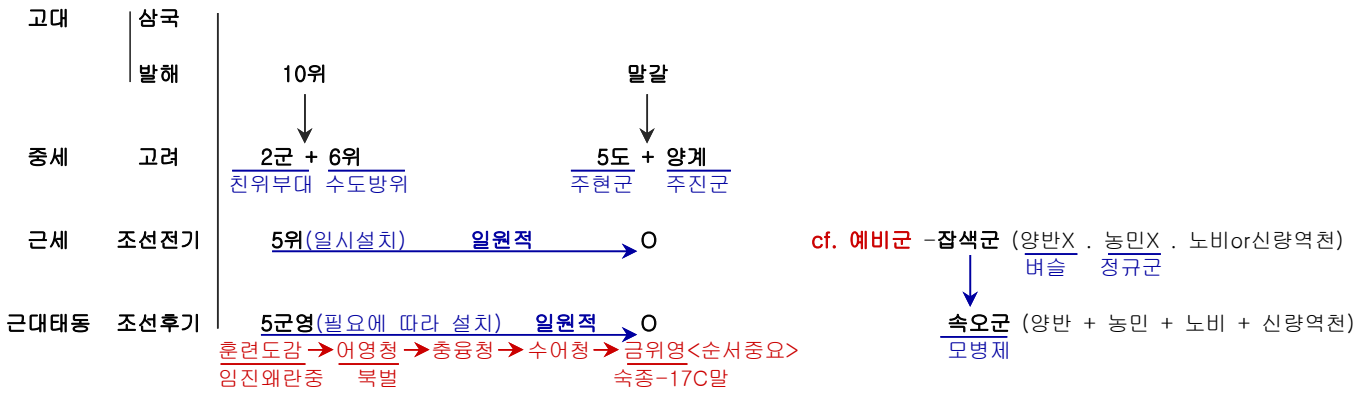 고대 삼국
발해 10위 말갈
중세 고려 2군 + 6위 5도 + 양계
친위부대 수도방위 주현군 주진군
근세 조선전기 5위(일시설치) 일원적 O cf. 예비군 -잡색군 (양반X . 농민X . 노비or신량역천)
벼슬 정규군
근대태동 조선후기 5군영(필요에 따라 설치) 일원적 O 속오군 (양반 + 농민 + 노비 + 신량역천)
훈련도감 → 어영청 → 총융청 → 수어청 → 금위영<순서중요> 모병제
임진왜란중 북벌 숙종-17C말